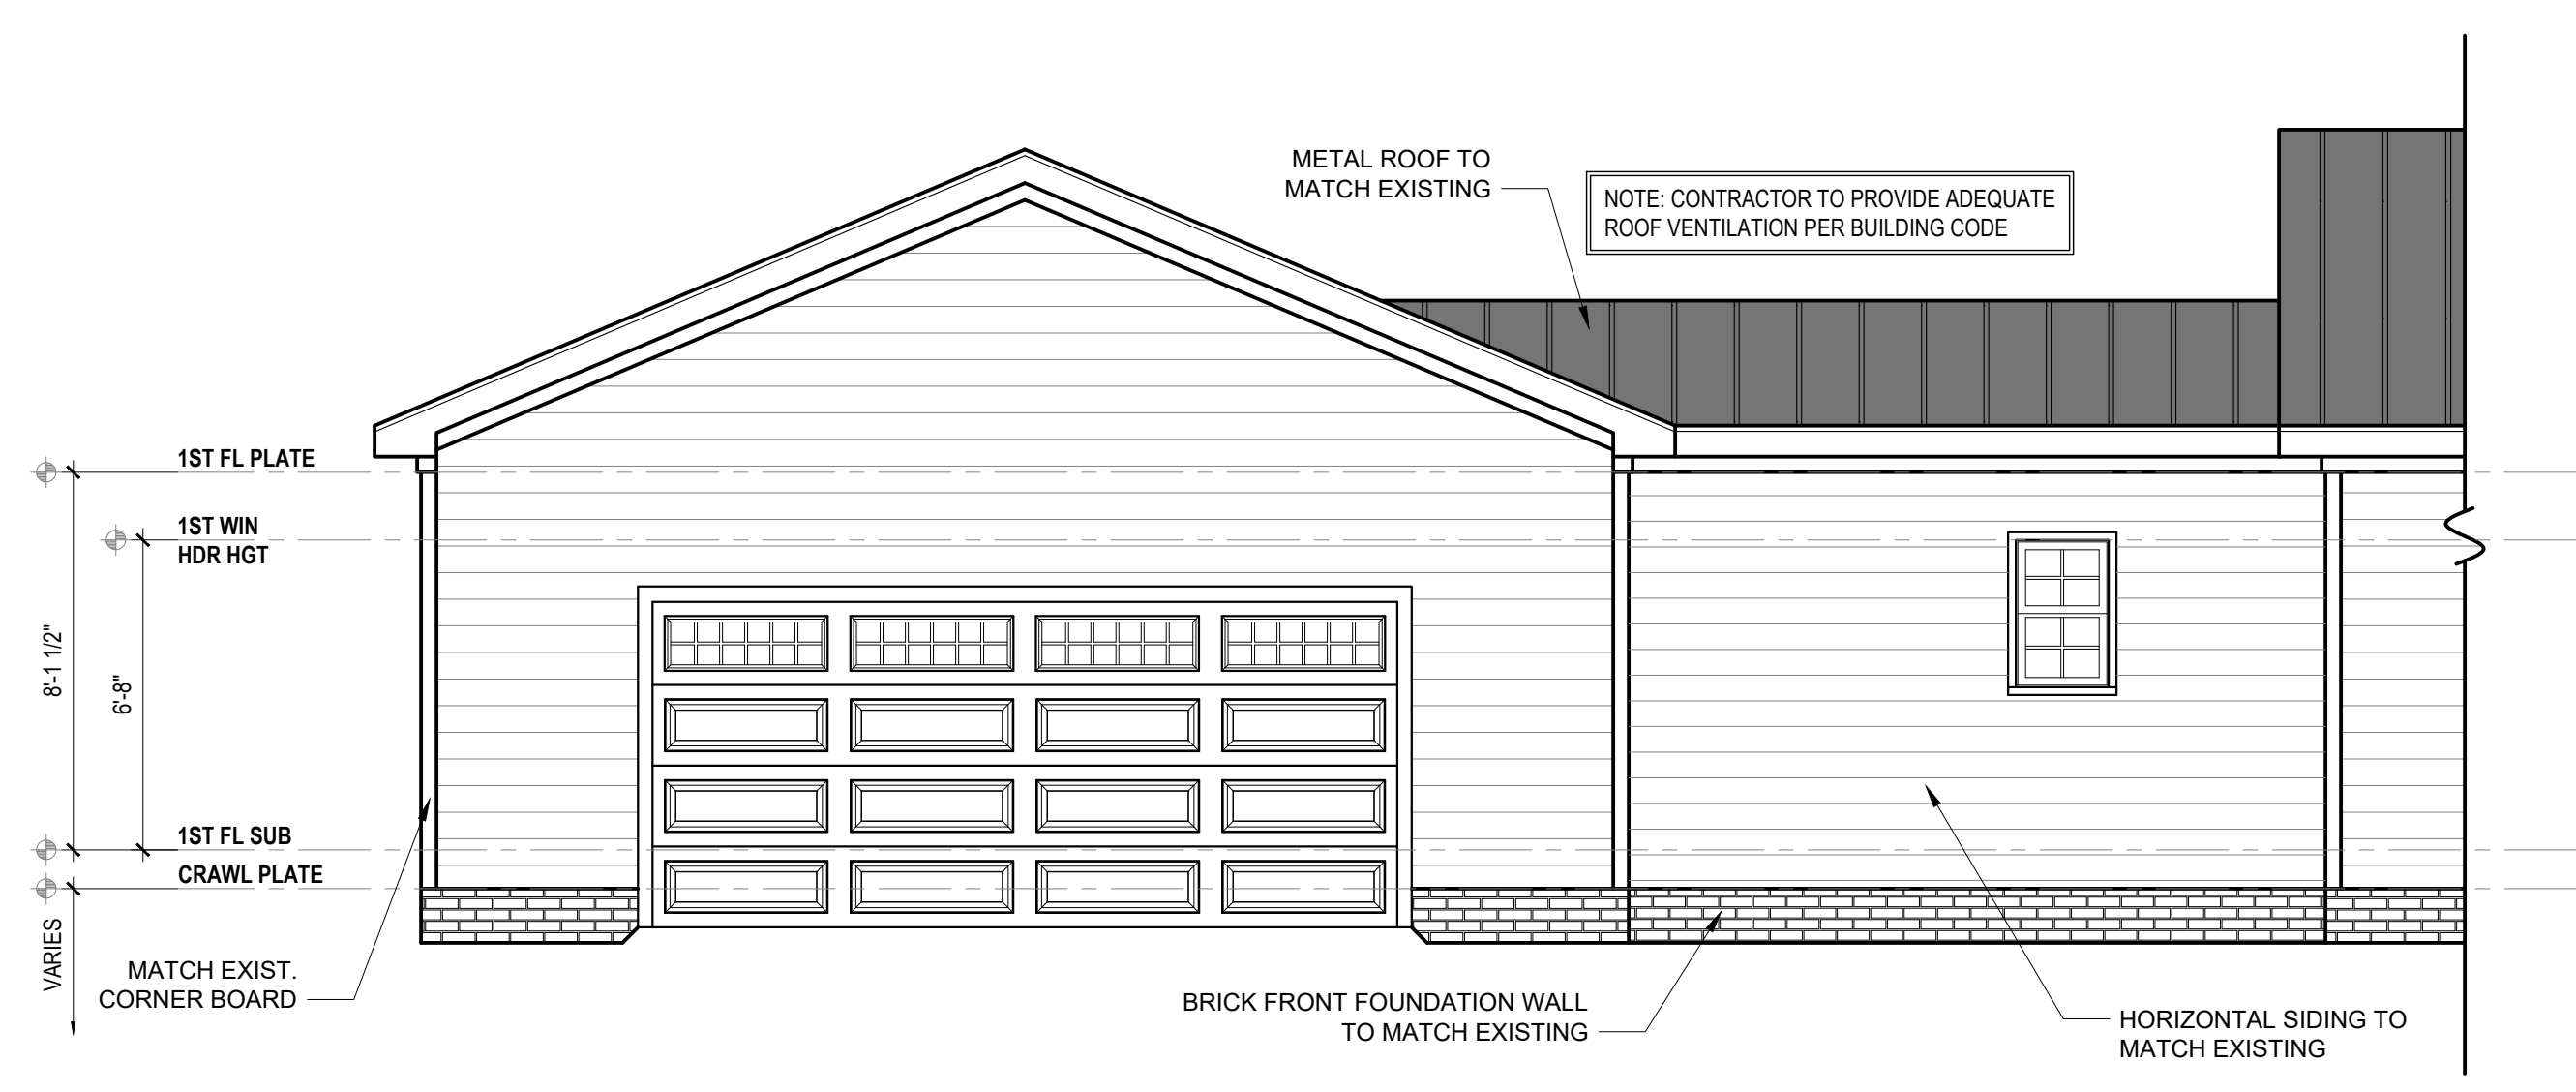 METAL ROOF TO
MATCH EXISTING
NOTE: CONTRACTOR TO PROVIDE ADEQUATE
ROOF VENTILATION PER BUILDING CODE
1ST FL PLATE
1ST WIN
HDR HGT
8'-1 1/2"
6'-8"
1ST FL SUB
CRAWL PLATE
VARIES
MATCH EXIST.
CORNER BOARD
BRICK FRONT FOUNDATION WALL
TO MATCH EXISTING
HORIZONTAL SIDING TO
MATCH EXISTING